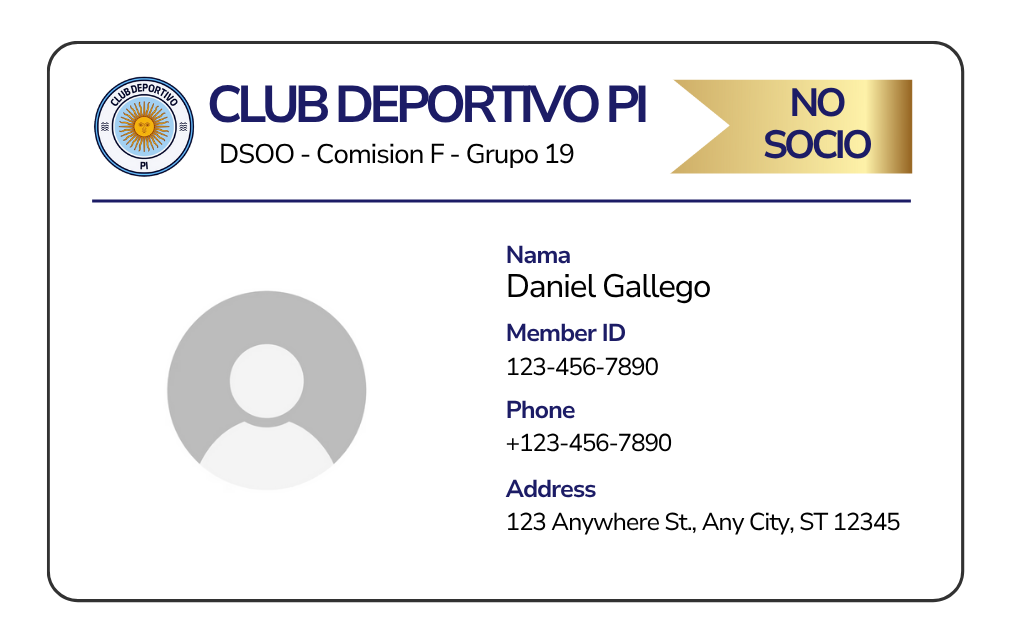 CLUB DEPORTIVO
PI
CLUB DEPORTIVO PI
DSOO - Comision F - Grupo 19
NO
SOCIO
Nama
Daniel Gallego
Member ID
123-456-7890
Phone
+123-456-7890
Address
123 Anywhere St., Any City, ST 12345